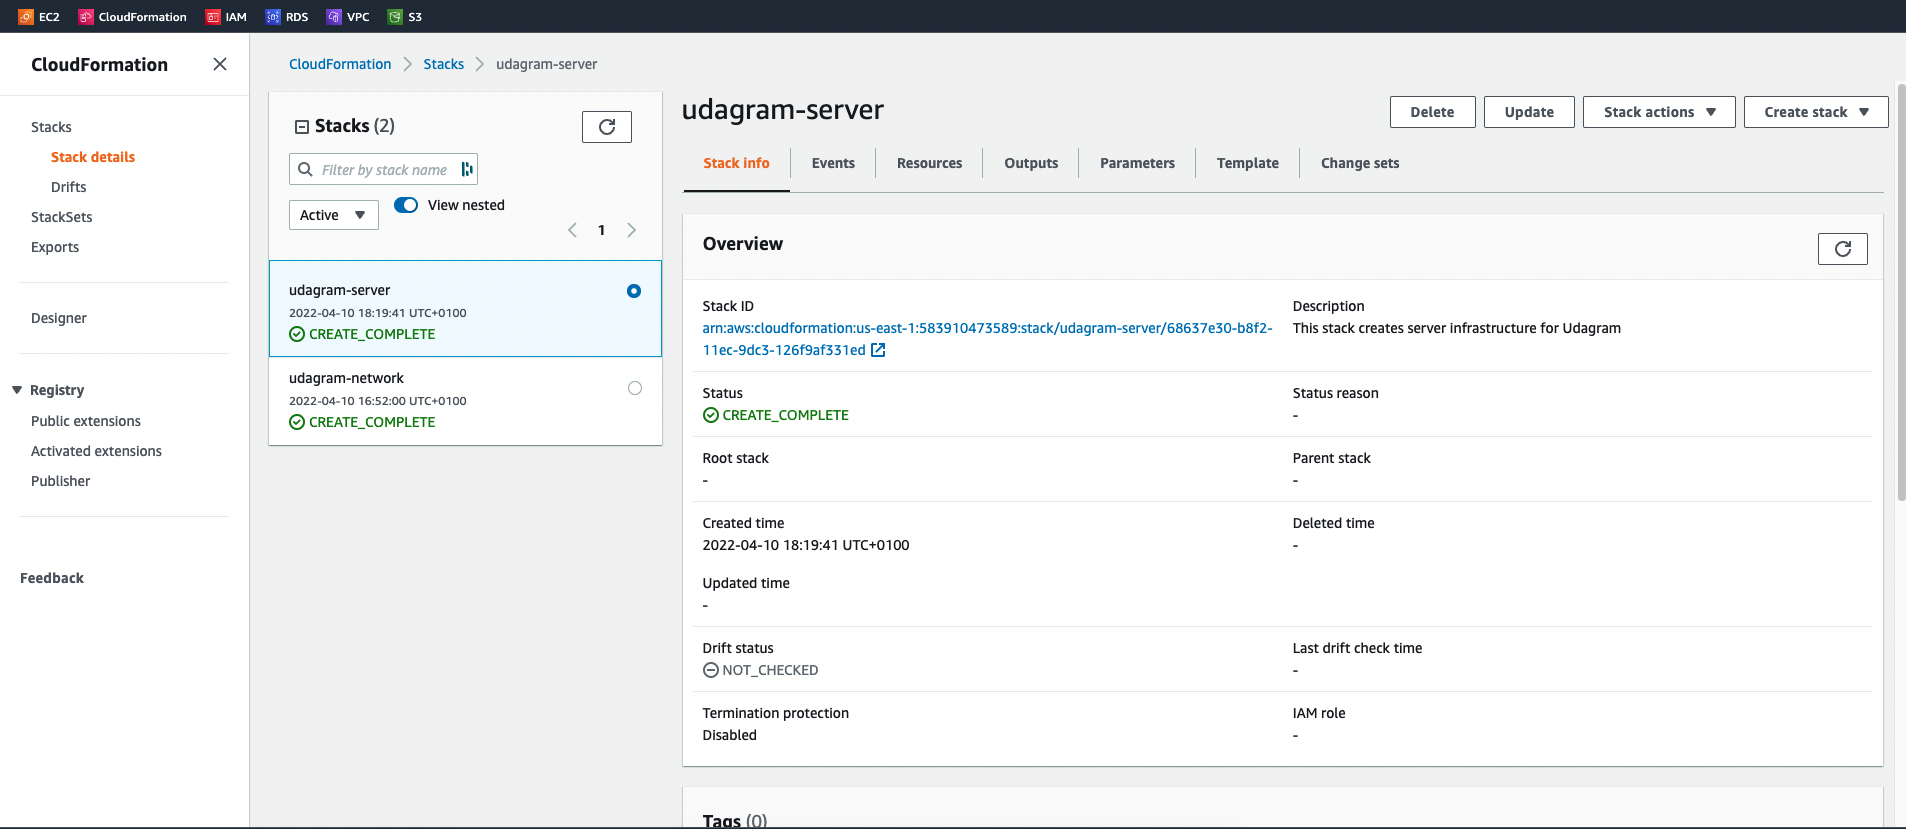 EC2 CloudFormation IAM RDS VPC S3
CloudFormation
Stacks
Stack details
Drifts
StackSets
Exports
Designer
Registry
Public extensions
Activated extensions
Publisher
Feedback
CloudFormation > Stacks > udagram-server
Stacks (2)
Filter by stack name
Active
View nested
1
udagram-server
2022-04-10 18:19:41 UTC+0100
CREATE_COMPLETE
udagram-network
2022-04-10 16:52:00 UTC+0100
CREATE_COMPLETE
udagram-server
Delete
Update
Stack actions
Create stack
Stack info
Events
Resources
Outputs
Parameters
Template
Change sets
Overview
Stack ID
arn:aws:cloudformation:us-east-1:583910473589:stack/udagram-server/68637e30-b8f2-
11ec-9dc3-126f9af331ed
Description
This stack creates server infrastructure for Udagram
Status
CREATE_COMPLETE
Status reason
-
Root stack
-
Parent stack
-
Created time
2022-04-10 18:19:41 UTC+0100
Deleted time
-
Updated time
-
Drift status
NOT_CHECKED
Last drift check time
-
Termination protection
Disabled
IAM role
-
Tags (0)